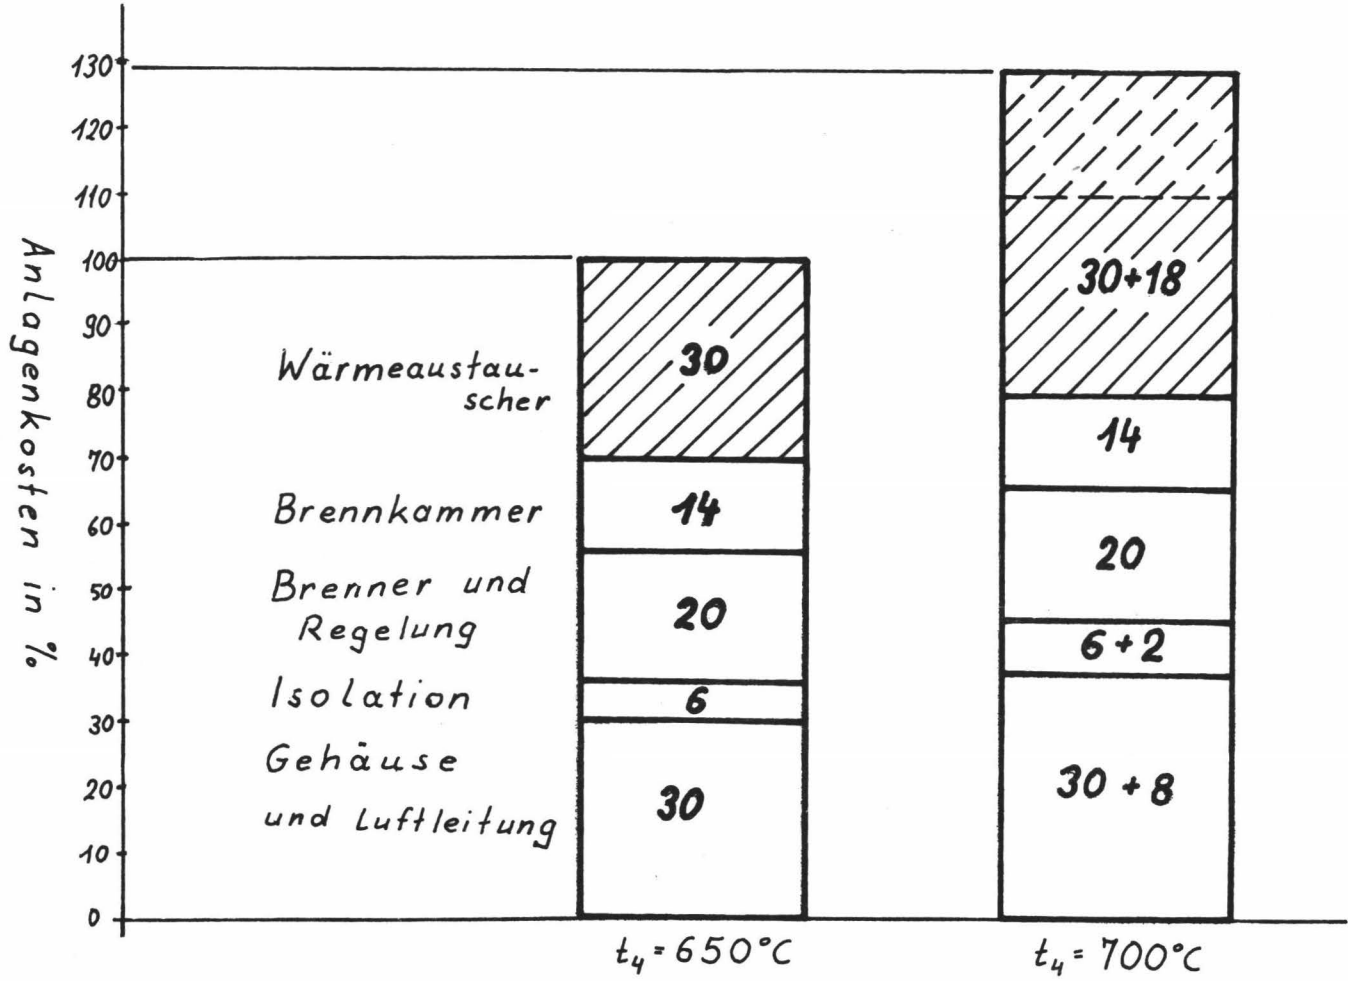 130
120
110
100
90
80
70
60
50
40
30
20
10
0
Anlagenkosten in %
Wärmeaustau-
scher
Brennkammer
Brenner und
Regelung
Isolation
Gehäuse
und Luftleitung
30
14
20
6
30
t₄ = 650°C
30+18
14
20
6 + 2
30 + 8
t₄ = 700°C